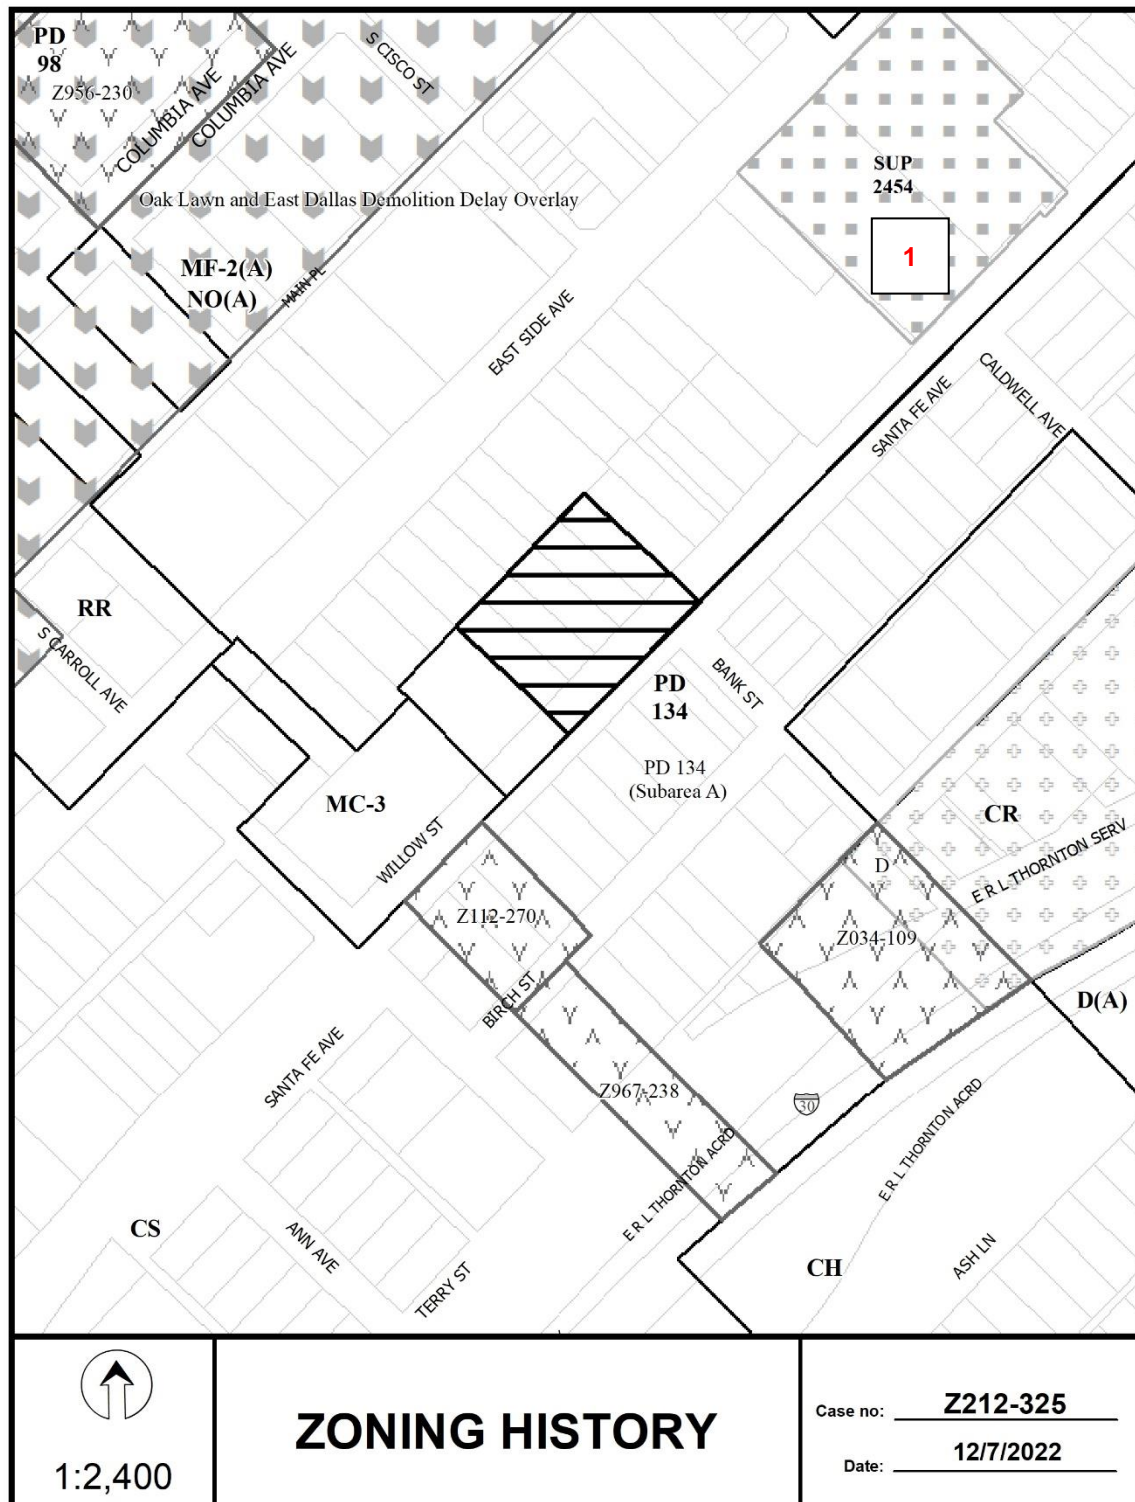 PD
98
Z956-230
COLUMBIA AVE
COLUMBIA AVE
S CISCO ST
Oak Lawn and East Dallas Demolition Delay Overlay
SUP
2454
1
MF-2(A)
NO(A)
MAIN PL
EAST SIDE AVE
SANTA FE AVE
CALDWELL AVE
RR
S CARROLL AVE
BANK ST
PD
134
PD 134
(Subarea A)
MC-3
WILLOW ST
CR
E R L THORNTON SERV
D
Z112-270
Z034-109
BIRCH ST
D(A)
SANTA FE AVE
Z967-238
30
E R L THORNTON ACRD
E R L THORNTON ACRD
CS
ANN AVE
TERRY ST
CH
ASH LN
1:2,400
ZONING HISTORY
Case no: Z212-325
Date: 12/7/2022